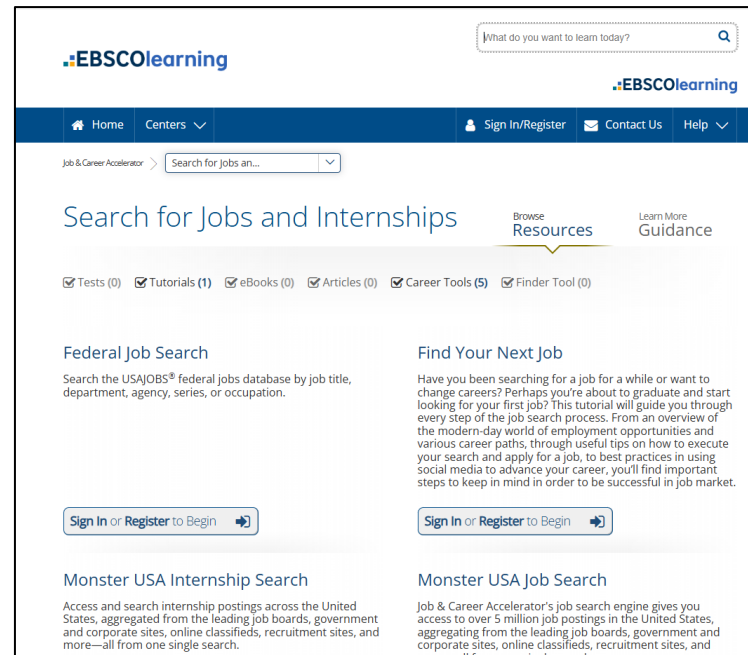 What do you want to learn today?
EBSCOlearning
EBSCOlearning
Home Centers Sign In/Register Contact Us Help
Job & Career Accelerator Search for Jobs an...
Search for Jobs and Internships
Browse
Resources
Learn More
Guidance
Tests (0) Tutorials (1) eBooks (0) Articles (0) Career Tools (5) Finder Tool (0)
Federal Job Search
Search the USAJOBS® federal jobs database by job title,
department, agency, series, or occupation.
Sign In or Register to Begin
Find Your Next Job
Have you been searching for a job for a while or want to
change careers? Perhaps you're about to graduate and start
looking for your first job? This tutorial will guide you through
every step of the job search process. From an overview of
the modern-day world of employment opportunities and
various career paths, through useful tips on how to execute
your search and apply for a job, to best practices in using
social media to advance your career, you'll find important
steps to keep in mind in order to be successful in job market.
Sign In or Register to Begin
Monster USA Internship Search
Access and search internship postings across the United
States, aggregated from the leading job boards, government
and corporate sites, online classifieds, recruitment sites, and
more—all from one single search.
Monster USA Job Search
Job & Career Accelerator's job search engine gives you
access to over 5 million job postings in the United States,
aggregating from the leading job boards, government and
corporate sites, online classifieds, recruitment sites, and